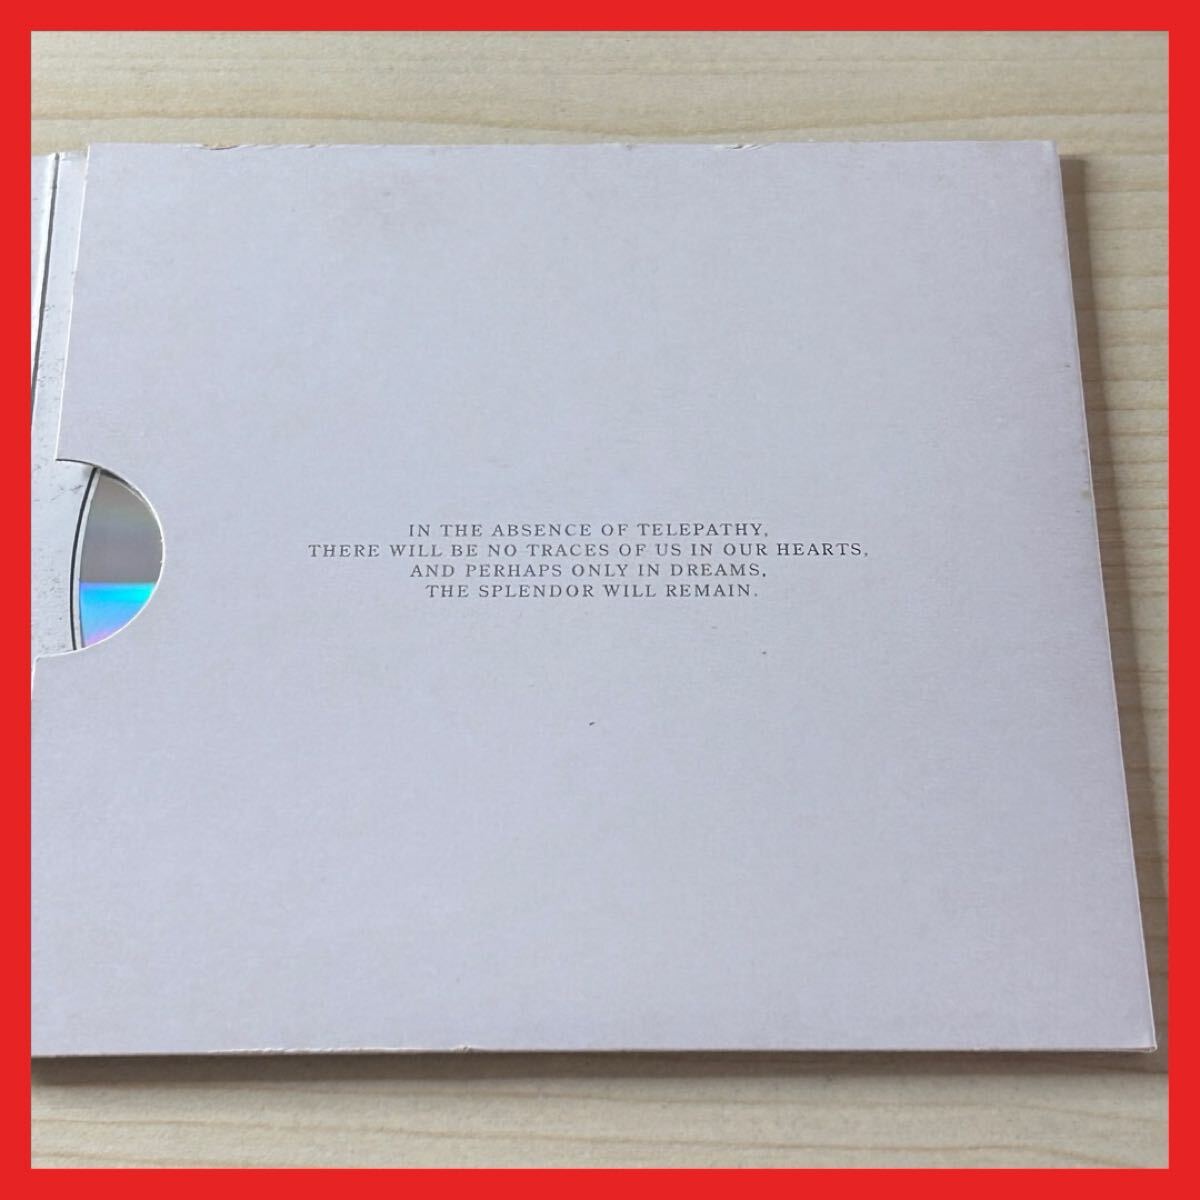 IN THE ABSENCE OF TELEPATHY,
THERE WILL BE NO TRACES OF US IN OUR HEARTS,
AND PERHAPS ONLY IN DREAMS,
THE SPLENDOR WILL REMAIN.